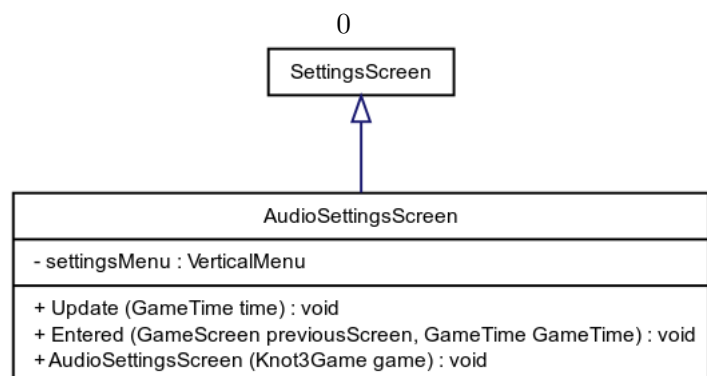 0
SettingsScreen
AudioSettingsScreen
- settingsMenu : VerticalMenu
+ Update (GameTime time) : void
+ Entered (GameScreen previousScreen, GameTime GameTime) : void
+ AudioSettingsScreen (Knot3Game game) : void